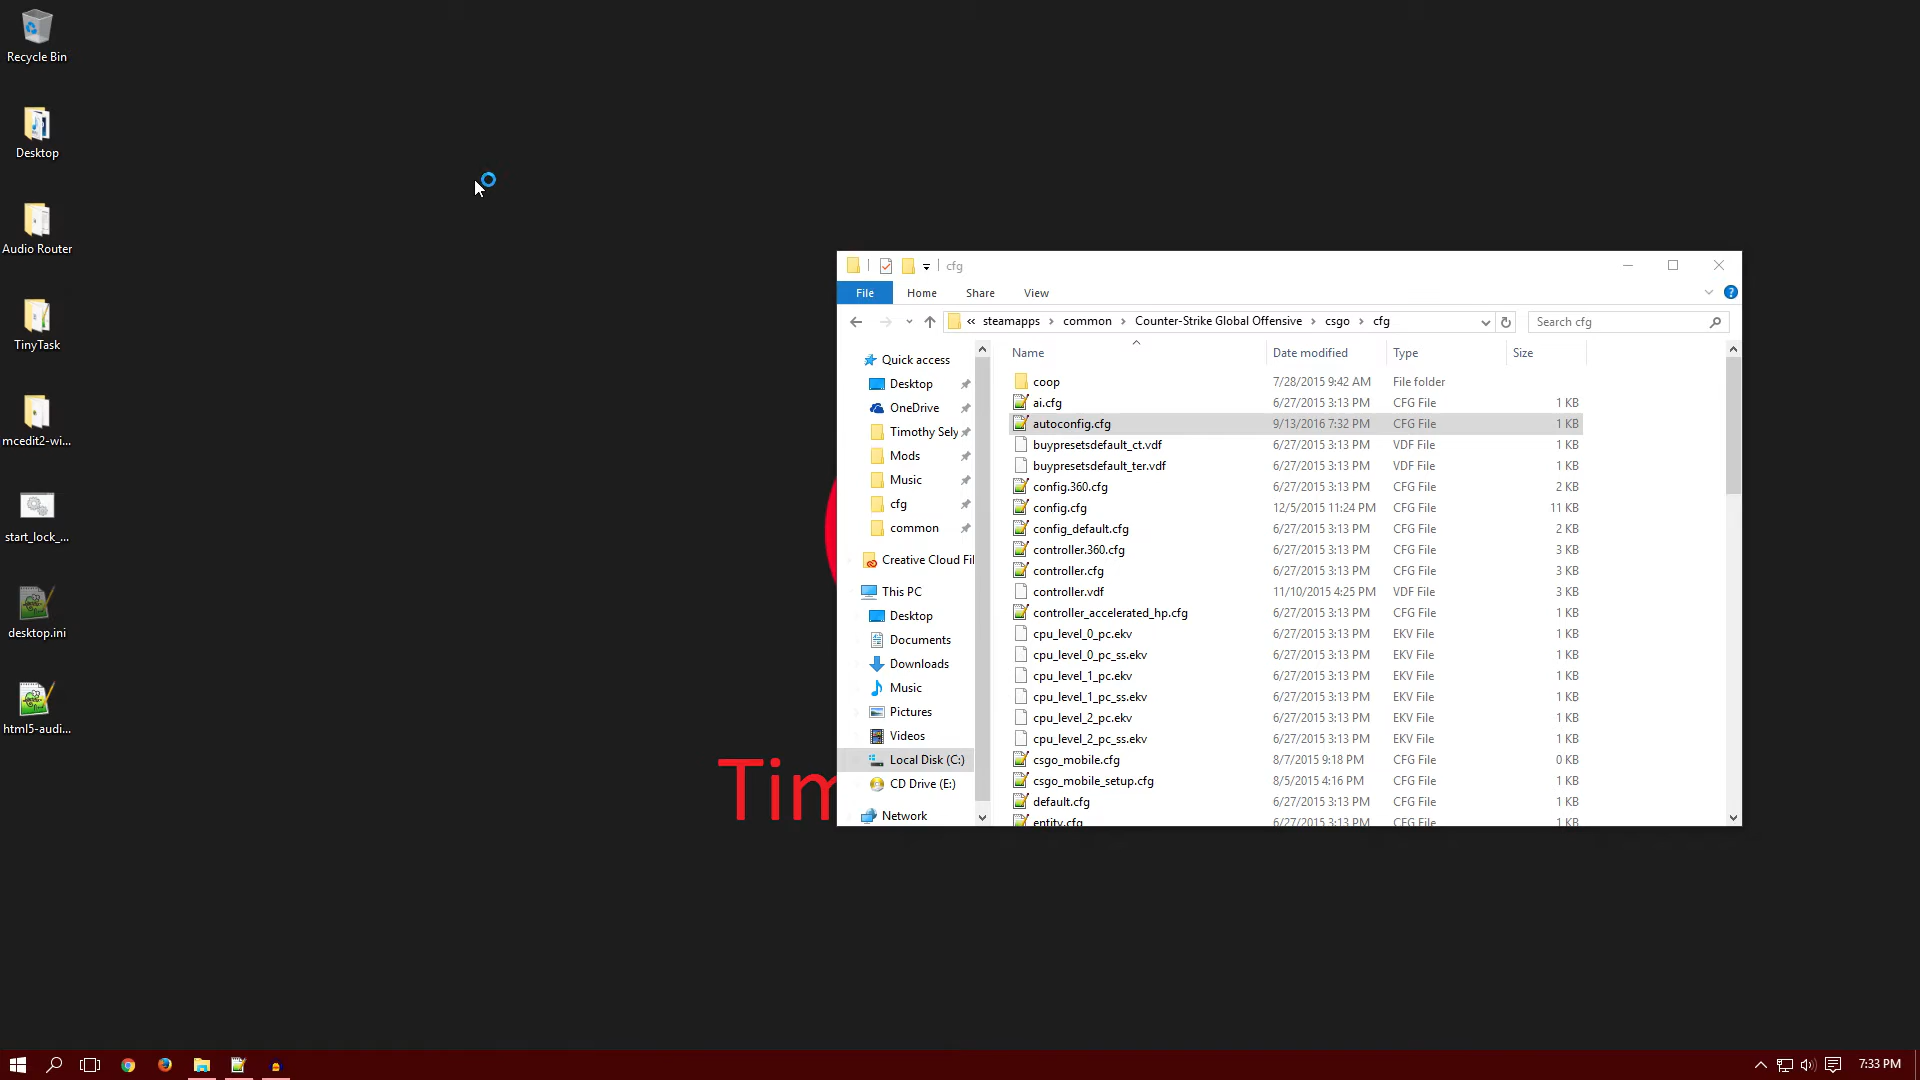 Recycle Bin
Desktop
Audio Router
TinyTask
mcedit2-wi...
start_lock_...
desktop.ini
html5-audi...
Tim
cfg
File Home Share View
« steamapps › common › Counter-Strike Global Offensive › csgo › cfg
Search cfg
Quick access
Desktop
OneDrive
Timothy Sely
Mods
Music
cfg
common
Creative Cloud Fil
This PC
Desktop
Documents
Downloads
Music
Pictures
Videos
Local Disk (C:)
CD Drive (E:)
Network
Name Date modified Type Size
coop 7/28/2015 9:42 AM File folder
ai.cfg 6/27/2015 3:13 PM CFG File 1 KB
autoconfig.cfg 9/13/2016 7:32 PM CFG File 1 KB
buypresetsdefault_ct.vdf 6/27/2015 3:13 PM VDF File 1 KB
buypresetsdefault_ter.vdf 6/27/2015 3:13 PM VDF File 1 KB
config.360.cfg 6/27/2015 3:13 PM CFG File 2 KB
config.cfg 12/5/2015 11:24 PM CFG File 11 KB
config_default.cfg 6/27/2015 3:13 PM CFG File 2 KB
controller.360.cfg 6/27/2015 3:13 PM CFG File 3 KB
controller.cfg 6/27/2015 3:13 PM CFG File 3 KB
controller.vdf 11/10/2015 4:25 PM VDF File 3 KB
controller_accelerated_hp.cfg 6/27/2015 3:13 PM CFG File 1 KB
cpu_level_0_pc.ekv 6/27/2015 3:13 PM EKV File 1 KB
cpu_level_0_pc_ss.ekv 6/27/2015 3:13 PM EKV File 1 KB
cpu_level_1_pc.ekv 6/27/2015 3:13 PM EKV File 1 KB
cpu_level_1_pc_ss.ekv 6/27/2015 3:13 PM EKV File 1 KB
cpu_level_2_pc.ekv 6/27/2015 3:13 PM EKV File 1 KB
cpu_level_2_pc_ss.ekv 6/27/2015 3:13 PM EKV File 1 KB
csgo_mobile.cfg 8/7/2015 9:18 PM CFG File 0 KB
csgo_mobile_setup.cfg 8/5/2015 4:16 PM CFG File 1 KB
default.cfg 6/27/2015 3:13 PM CFG File 1 KB
entity.cfg 6/27/2015 3:13 PM CFG File 1 KB
7:33 PM